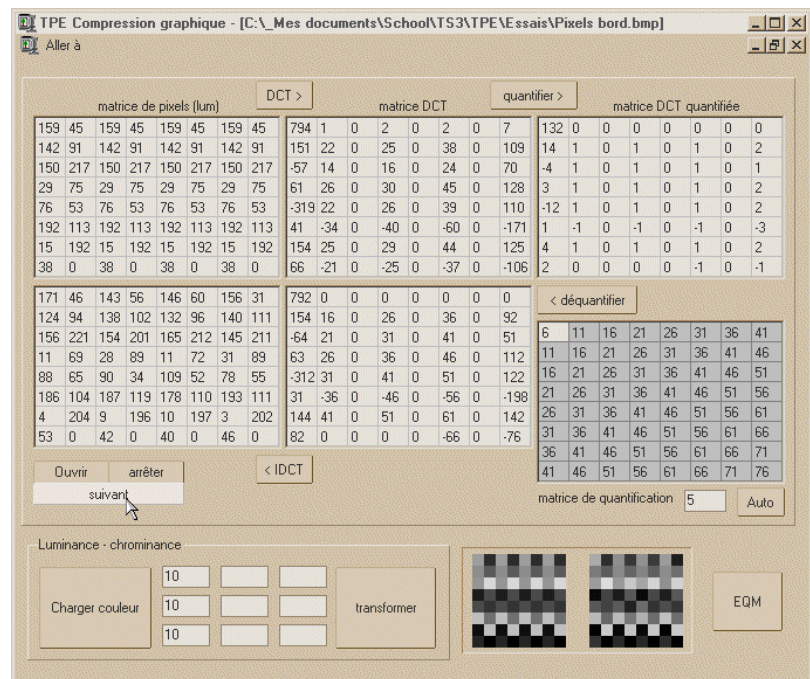 TPE Compression graphique - [C:\_Mes documents\School\TS3\TPE\Essais\Pixels bord.bmp]
Aller à
DCT > quantifier >
matrice de pixels (lum) matrice DCT matrice DCT quantifiée
159 45 159 45 159 45 159 45 794 1 0 2 0 2 0 7 132 0 0 0 0 0 0 0
142 91 142 91 142 91 142 91 151 22 0 25 0 38 0 109 14 1 0 1 0 1 0 2
150 217 150 217 150 217 150 217 -57 14 0 16 0 24 0 70 -4 1 0 1 0 1 0 1
29 75 29 75 29 75 29 75 61 26 0 30 0 45 0 128 3 1 0 1 0 1 0 2
76 53 76 53 76 53 76 53 -319 22 0 26 0 39 0 110 -12 1 0 1 0 1 0 2
192 113 192 113 192 113 192 113 41 -34 0 -40 0 -60 0 -171 1 -1 0 -1 0 -1 0 -3
15 192 15 192 15 192 15 192 154 25 0 29 0 44 0 125 4 1 0 1 0 1 0 2
38 0 38 0 38 0 38 0 66 -21 0 -25 0 -37 0 -106 2 0 0 0 0 -1 0 -1
171 46 143 56 146 60 156 31 792 0 0 0 0 0 0 0 < déquantifier
124 94 138 102 132 96 140 111 154 16 0 26 0 36 0 92
156 221 154 201 165 212 145 211 -64 21 0 31 0 41 0 51
11 69 28 89 11 72 31 89 63 26 0 36 0 46 0 112
88 65 90 34 109 52 78 55 -312 31 0 41 0 51 0 122
186 104 187 119 178 110 193 111 31 -36 0 -46 0 -56 0 -198
4 204 9 196 10 197 3 202 144 41 0 51 0 61 0 142
53 0 42 0 40 0 46 0 82 0 0 0 0 -66 0 -76
6 11 16 21 26 31 36 41
11 16 21 26 31 36 41 46
16 21 26 31 36 41 46 51
21 26 31 36 41 46 51 56
26 31 36 41 46 51 56 61
31 36 41 46 51 56 61 66
36 41 46 51 56 61 66 71
41 46 51 56 61 66 71 76
Ouvrir arrêter < IDCT
suivant
matrice de quantification 5 Auto
Luminance - chrominance
Charger couleur 10 transformer EQM
10
10